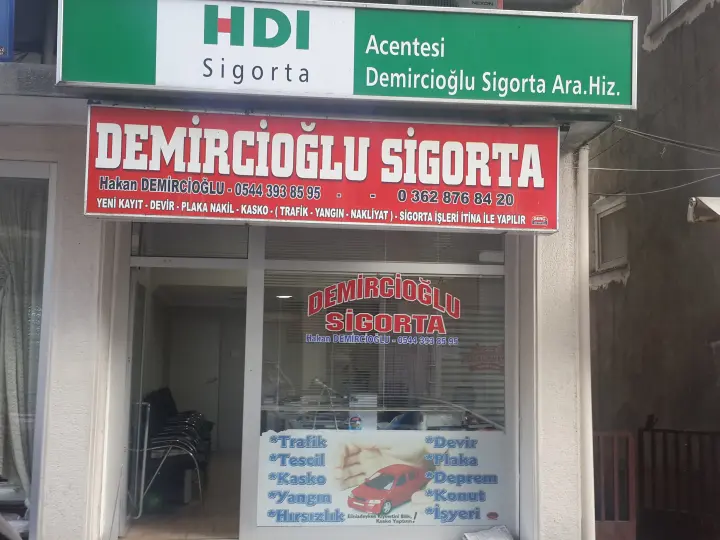 HDI
Sigorta
Acentesi
Demircioğlu Sigorta Ara.Hiz.
DEMİRCİOĞLU SİGORTA
Hakan DEMİRCİOĞLU - 0544 393 85 95 - - 0 362 876 84 20
YENİ KAYIT - DEVİR - PLAKA NAKİL - KASKO - ( TRAFİK - YANGIN - NAKLİYAT ) - SİGORTA İŞLERİ İTİNA İLE YAPILIR
DEMİRCİOĞLU
SİGORTA
Hakan DEMİRCİOĞLU - 0544 393 85 95
*Trafik
*Tescil
*Kasko
*Yangın
*Hırsızlık
*Devir
*Plaka
*Deprem
*Konut
*İşyeri
Kasko Yaptırın!